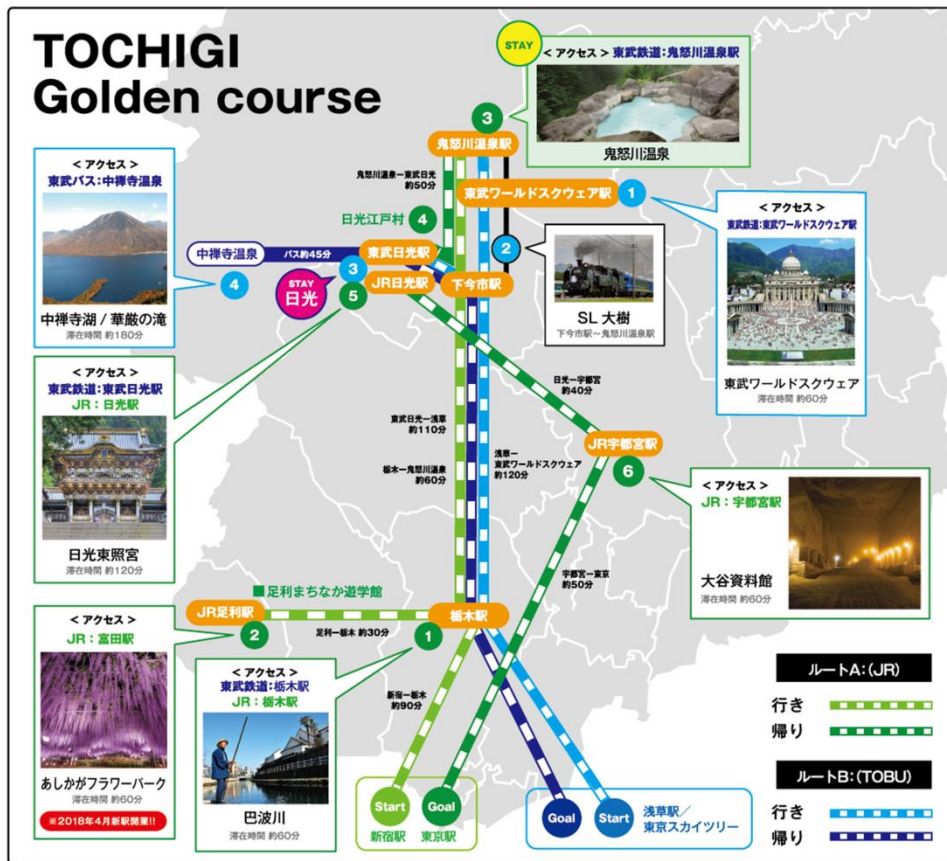 TOCHIGI
Golden course
STAY
< アクセス > 東武鉄道:鬼怒川温泉駅
鬼怒川温泉
3
鬼怒川温泉駅
鬼怒川温泉ー東武日光
約50分
東武ワールドスクウェア駅
1
日光江戸村
4
2
< アクセス >
東武バス:中禅寺温泉
中禅寺湖 / 華厳の滝
滞在時間 約180分
中禅寺温泉
バス約45分
4
東武日光駅
3
JR日光駅
5
STAY
日光
下今市駅
SL 大樹
下今市駅〜鬼怒川温泉駅
< アクセス >
東武鉄道:東武ワールドスクウェア駅
東武ワールドスクウェア
滞在時間 約60分
< アクセス >
東武鉄道:東武日光駅
JR:日光駅
日光東照宮
滞在時間 約120分
日光ー宇都宮
約40分
東武日光ー浅草
約110分
栃木ー鬼怒川温泉
約60分
浅草ー
東武ワールドスクウェア
約120分
JR宇都宮駅
6
< アクセス >
JR:宇都宮駅
大谷資料館
滞在時間 約60分
宇都宮ー東京
約50分
■足利まちなか遊学館
JR足利駅
2
足利ー栃木 約30分
栃木駅
1
< アクセス >
JR:富田駅
あしかがフラワーパーク
滞在時間 約60分
※2018年4月新駅開業!!
< アクセス >
東武鉄道:栃木駅
JR:栃木駅
巴波川
滞在時間 約60分
新宿ー栃木
約90分
Start
新宿駅
Goal
東京駅
Goal
Start
浅草駅/
東京スカイツリー
ルートA:(JR)
行き
帰り
ルートB:(TOBU)
行き
帰り